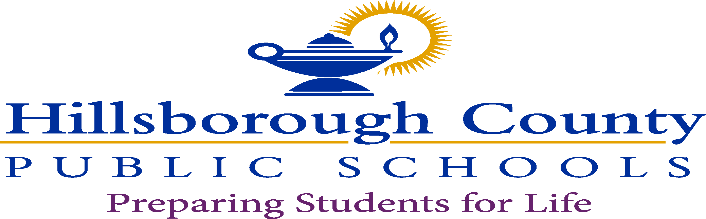 Hillsborough County
PUBLIC SCHOOLS
Preparing Students for Life